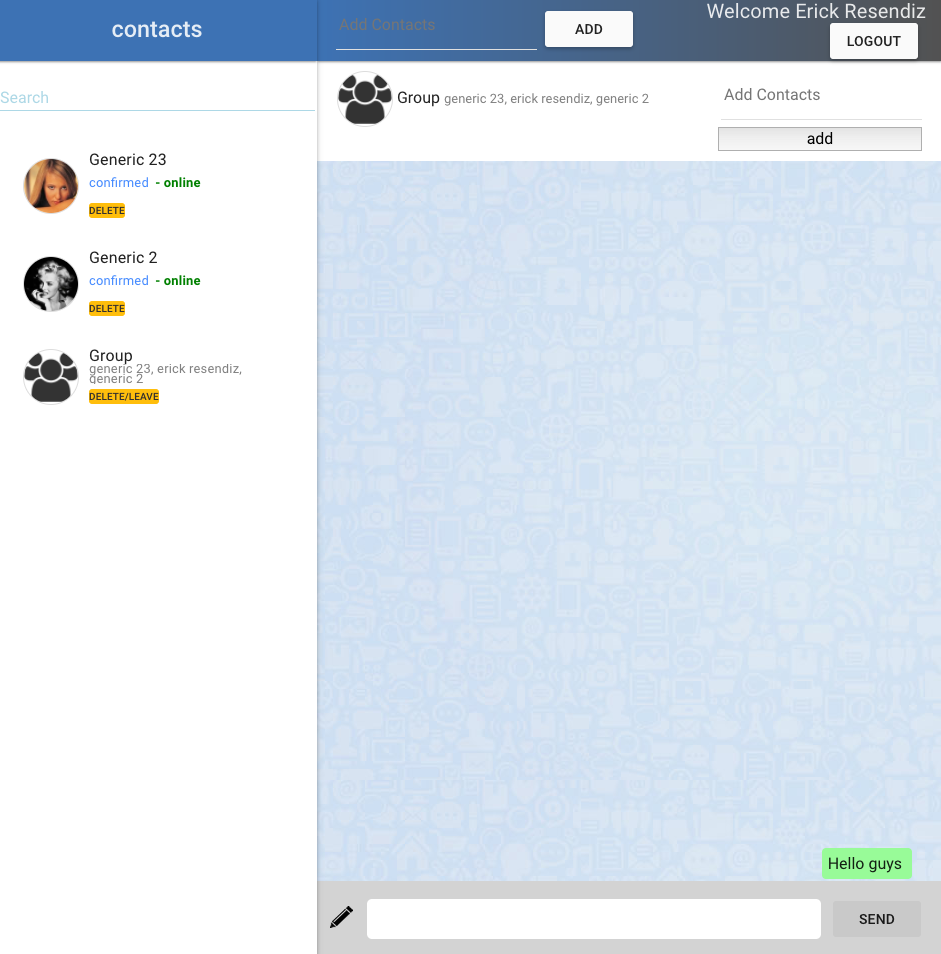 contacts
Add Contacts
ADD
Welcome Erick Resendiz
LOGOUT
Search
Generic 23
confirmed - online
DELETE
Generic 2
confirmed - online
DELETE
Group
generic 23, erick resendiz,
generic 2
DELETE/LEAVE
Group generic 23, erick resendiz, generic 2
Add Contacts
add
Hello guys
SEND